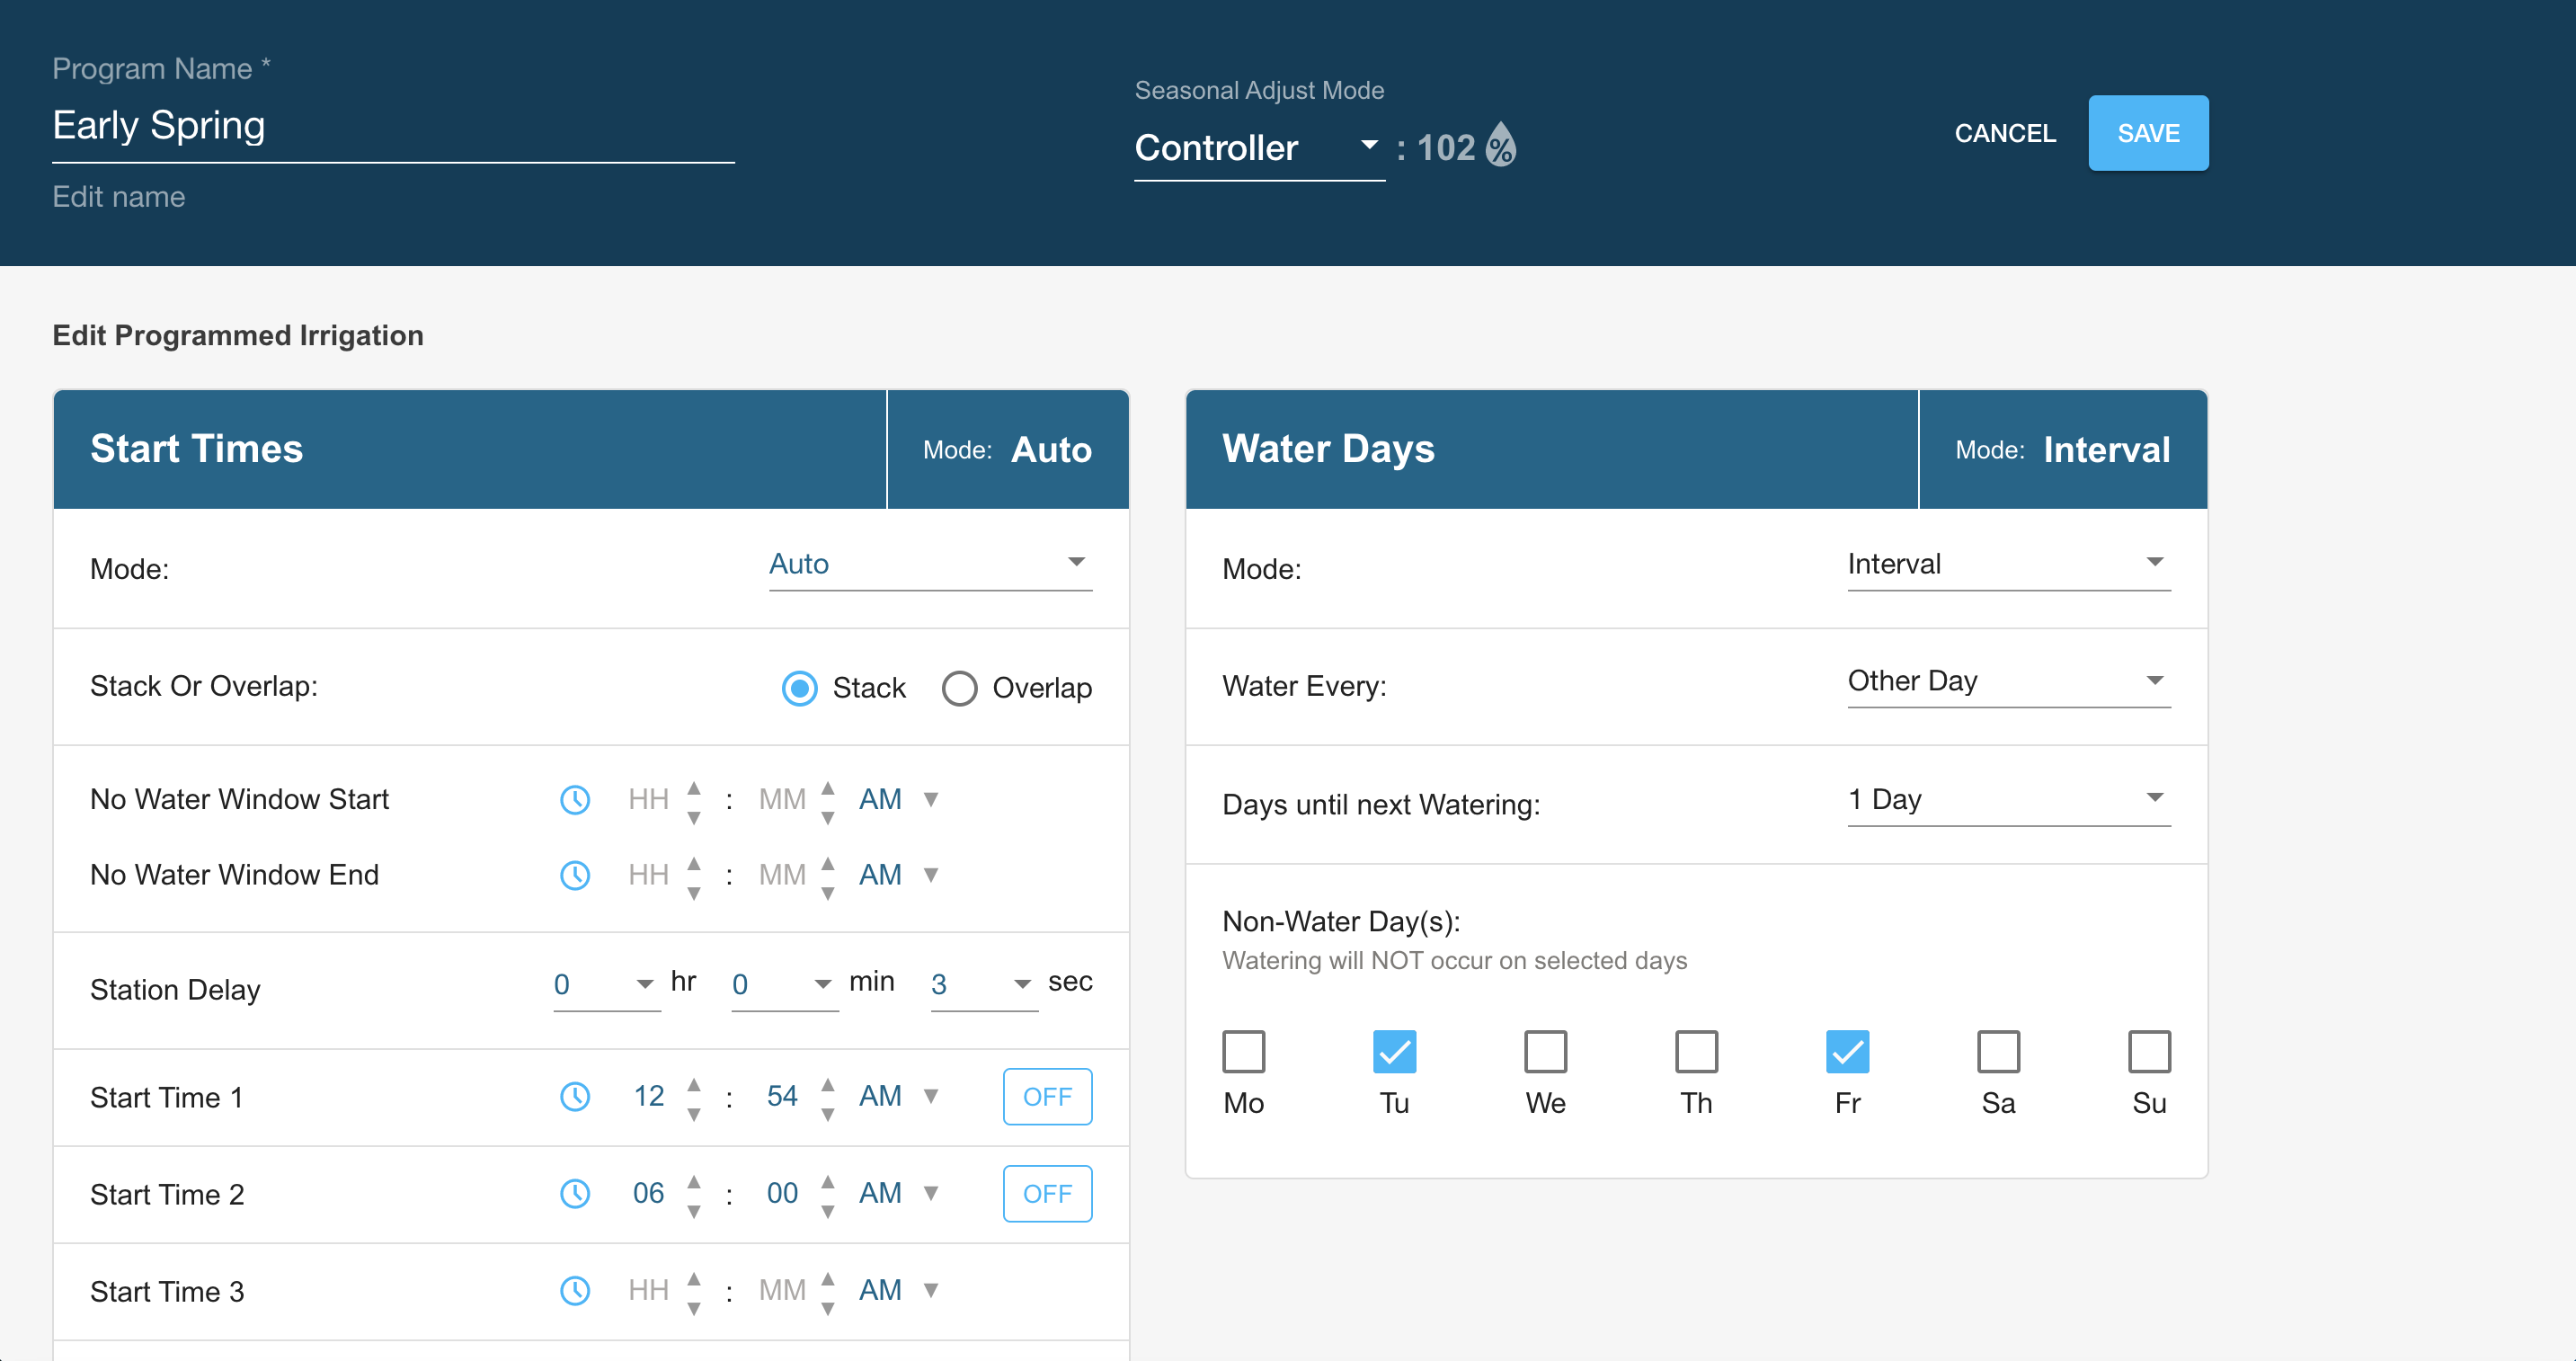 Program Name *
Early Spring
Edit name
Seasonal Adjust Mode
Controller : 102 %
CANCEL
SAVE
Edit Programmed Irrigation
Start Times
Mode: Auto
Mode: Auto
Stack Or Overlap: Stack Overlap
No Water Window Start HH : MM AM
No Water Window End HH : MM AM
Station Delay 0 hr 0 min 3 sec
Start Time 1 12 : 54 AM OFF
Start Time 2 06 : 00 AM OFF
Start Time 3 HH : MM AM
Water Days
Mode: Interval
Mode: Interval
Water Every: Other Day
Days until next Watering: 1 Day
Non-Water Day(s):
Watering will NOT occur on selected days
Mo Tu We Th Fr Sa Su